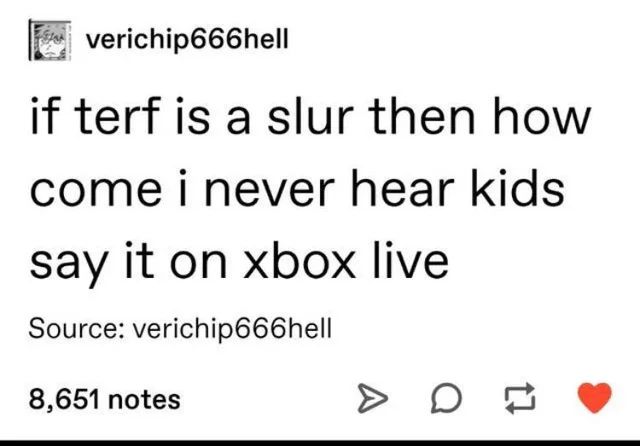 verichip666hell
if terf is a slur then how
come i never hear kids
say it on xbox live
Source: verichip666hell
8,651 notes